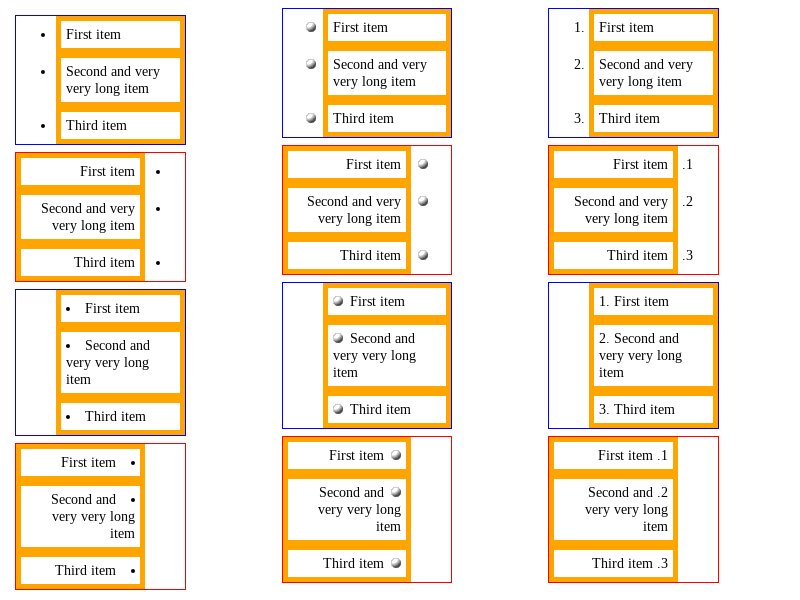 • First item
• Second and very
very long item
• Third item
First item •
Second and very •
very long item
Third item •
• First item
• Second and
very very long
item
• Third item
First item •
Second and •
very very long
item
Third item •
First item
Second and very
very long item
Third item
First item
Second and very
very long item
Third item
First item
Second and
very very long
item
Third item
First item
Second and
very very long
item
Third item
1. First item
2. Second and very
very long item
3. Third item
First item .1
Second and very .2
very long item
Third item .3
1. First item
2. Second and
very very long
item
3. Third item
First item .1
Second and .2
very very long
item
Third item .3